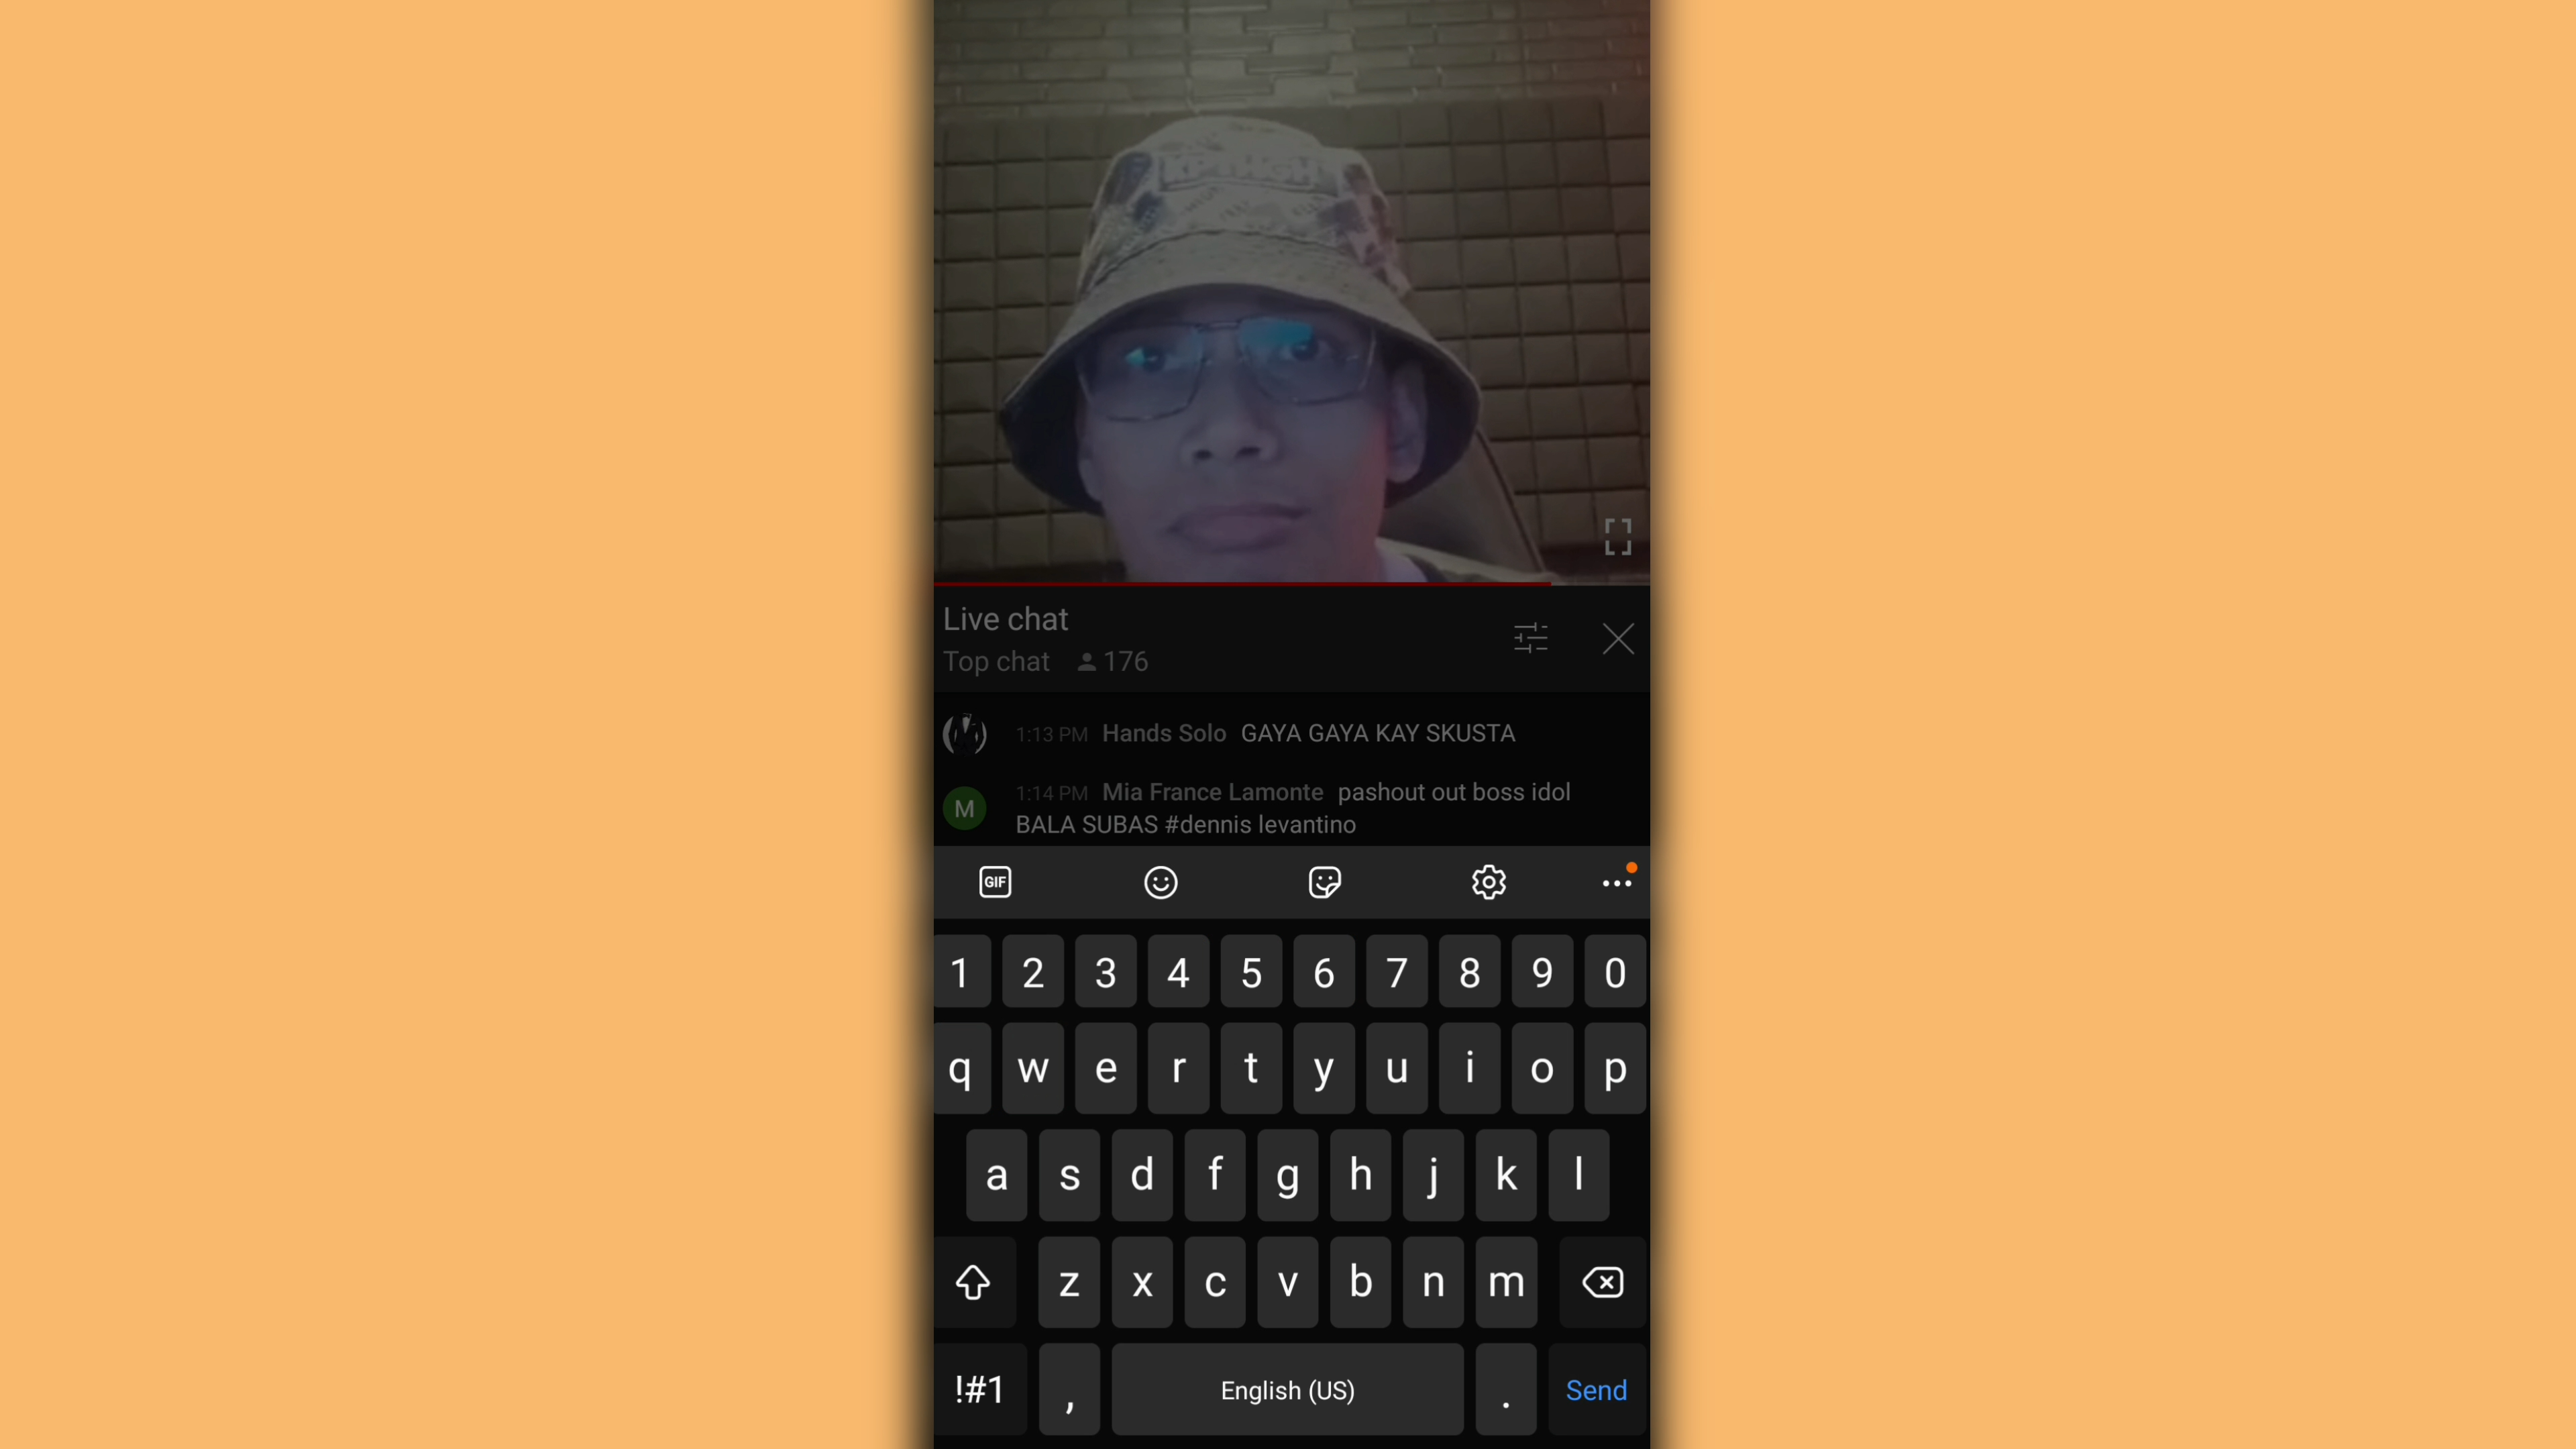 Live chat
Top chat 176
1:13 PM Hands Solo GAYA GAYA KAY SKUSTA
1:14 PM Mia France Lamonte pashout out boss idol
BALA SUBAS #dennis levantino
M
GIF
1 2 3 4 5 6 7 8 9 0
q w e r t y u i o p
a s d f g h j k l
z x c v b n m
!#1 , English (US) . Send